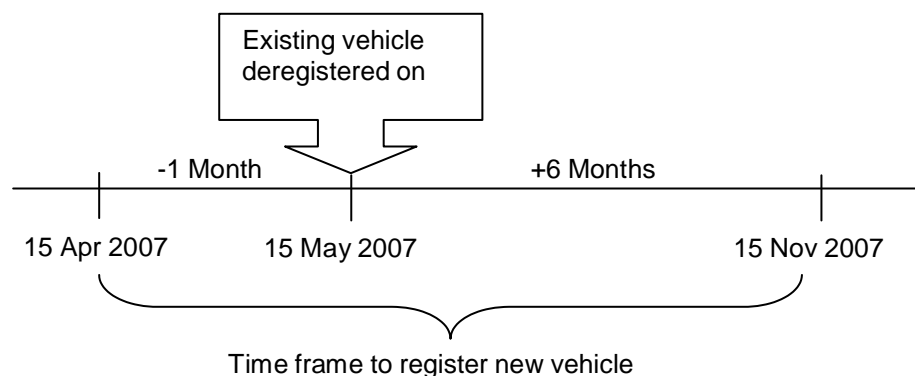 Existing vehicle
deregistered on
-1 Month
+6 Months
15 Apr 2007
15 May 2007
15 Nov 2007
Time frame to register new vehicle